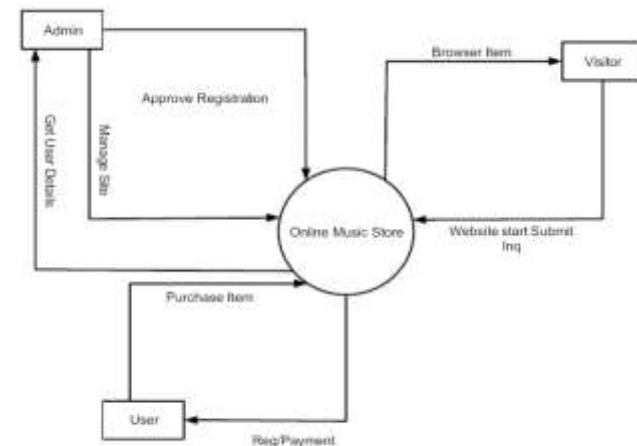 Admin
Browser Item
Visitor
Approve Registration
Get User Details
Manage Site
Online Music Store
Website start Submit
Inq
Purchase Item
User
Reg/Payment